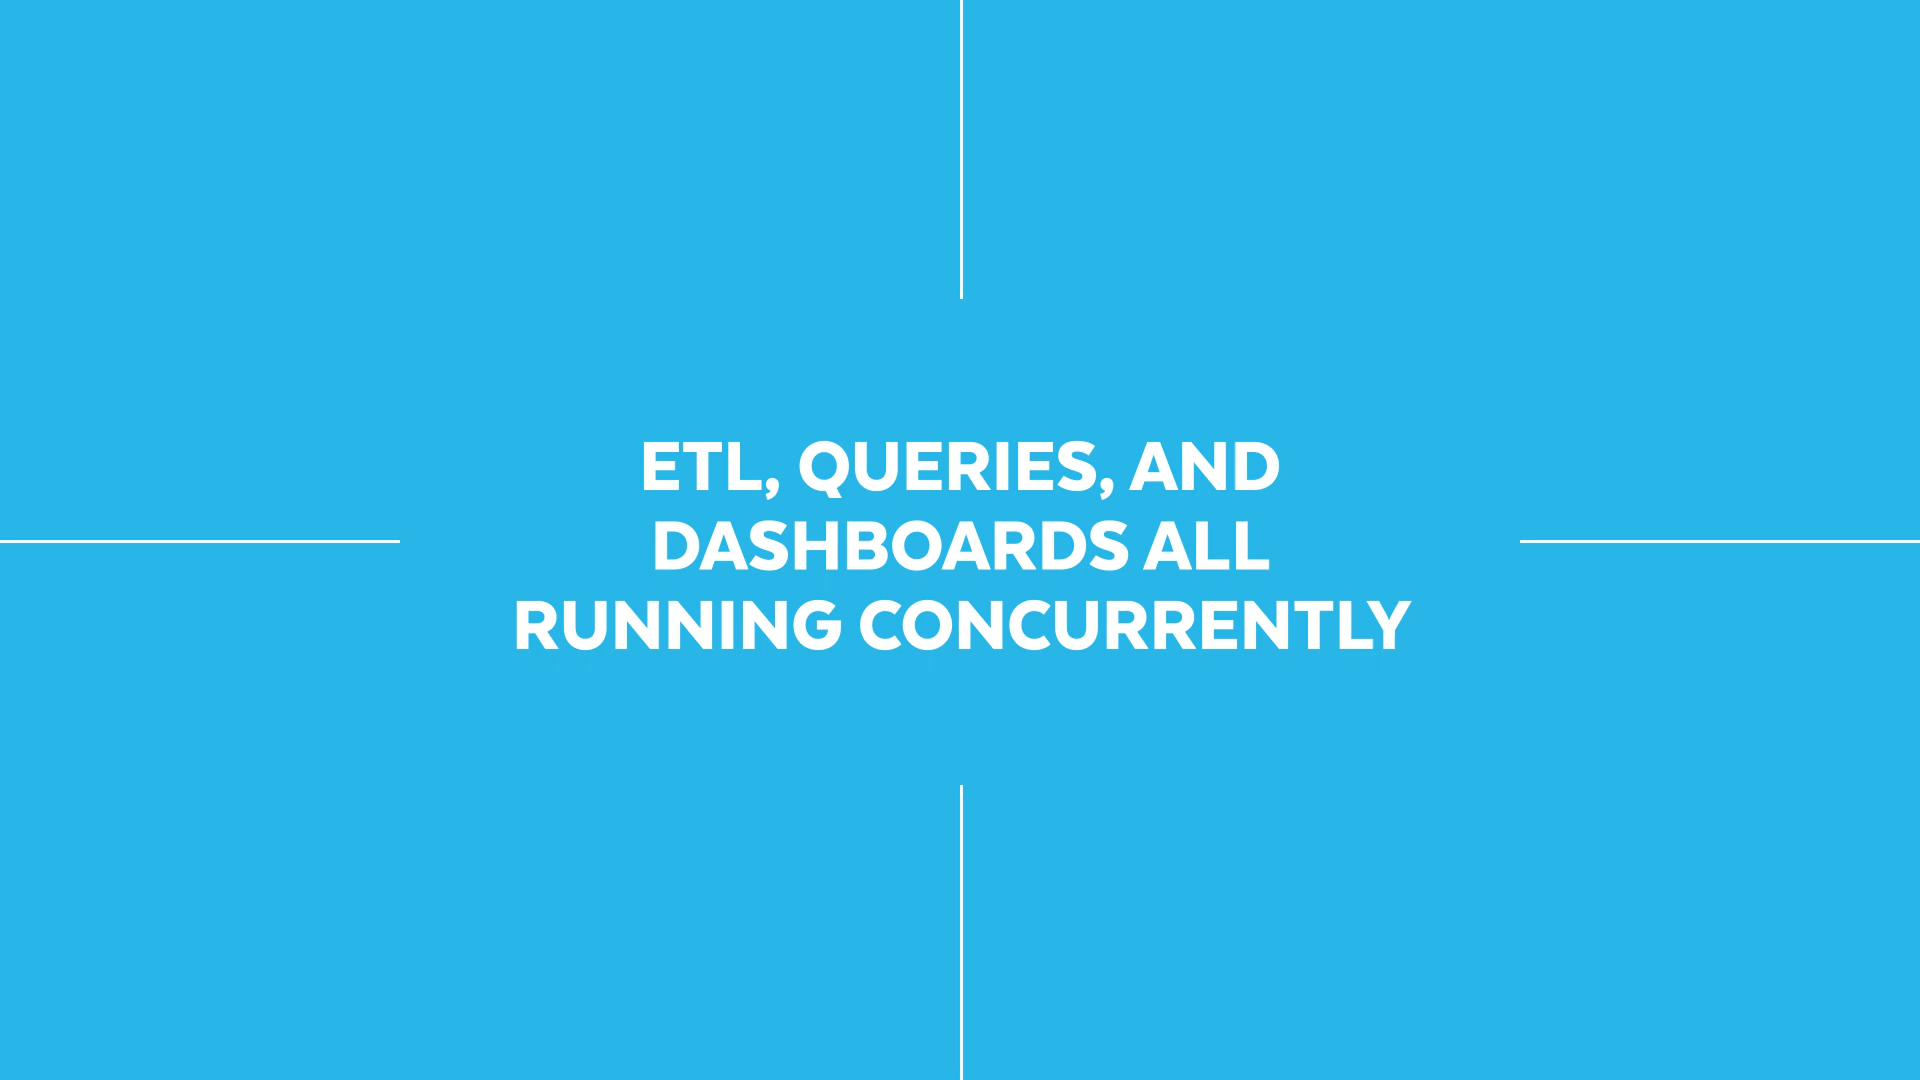 ETL, QUERIES, AND
DASHBOARDS ALL
RUNNING CONCURRENTLY